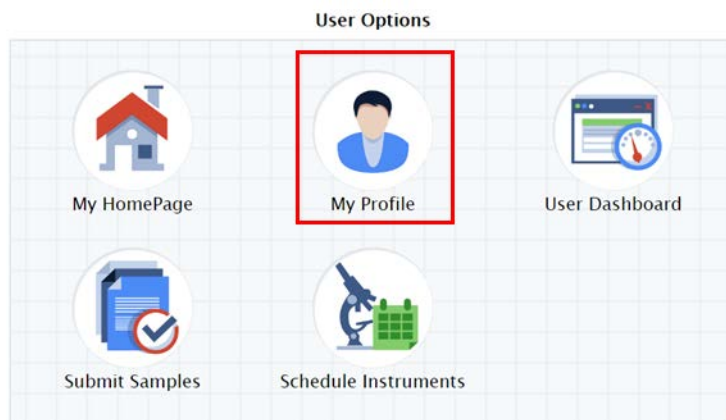 User Options
My HomePage
My Profile
User Dashboard
Submit Samples
Schedule Instruments